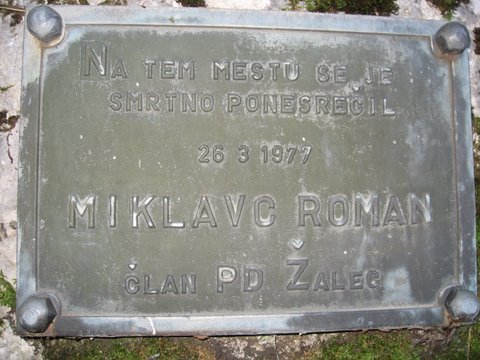 NA TEM MESTU SE JE
SMRTNO PONESREČIL
26 3 1977
MIKLAVC ROMAN
ČLAN PD ŽALEC